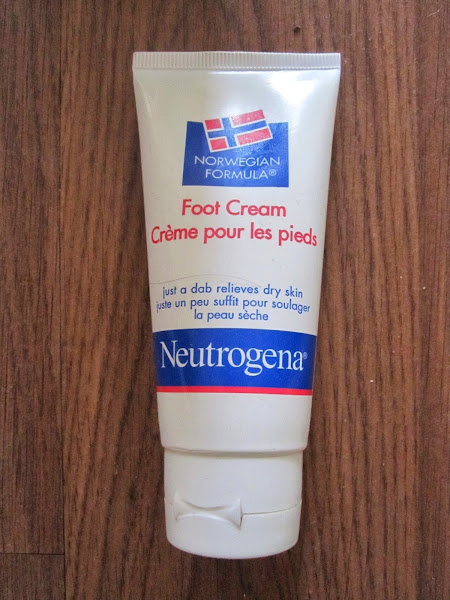 NORWEGIAN
FORMULA®
Foot Cream
Crème pour les pieds
just a dab relieves dry skin
juste un peu suffit pour soulager
la peau sèche
Neutrogena®